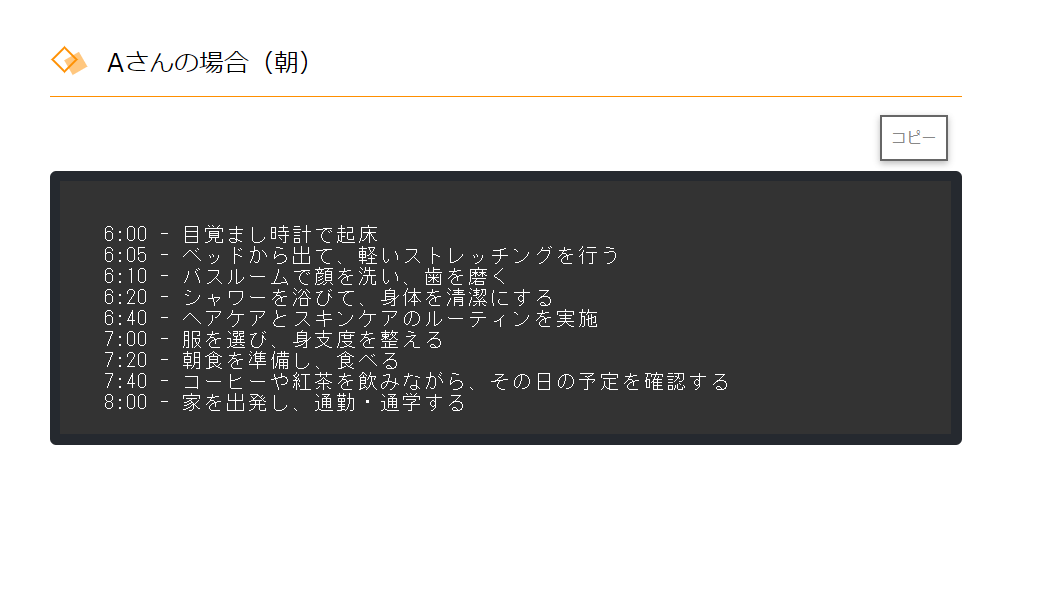 Aさんの場合（朝）
コピー
6:00 - 目覚まし時計で起床
6:05 - ベッドから出て、軽いストレッチングを行う
6:10 - バスルームで顔を洗い、歯を磨く
6:20 - シャワーを浴びて、身体を清潔にする
6:40 - ヘアケアとスキンケアのルーティンを実施
7:00 - 服を選び、身支度を整える
7:20 - 朝食を準備し、食べる
7:40 - コーヒーや紅茶を飲みながら、その日の予定を確認する
8:00 - 家を出発し、通勤・通学する